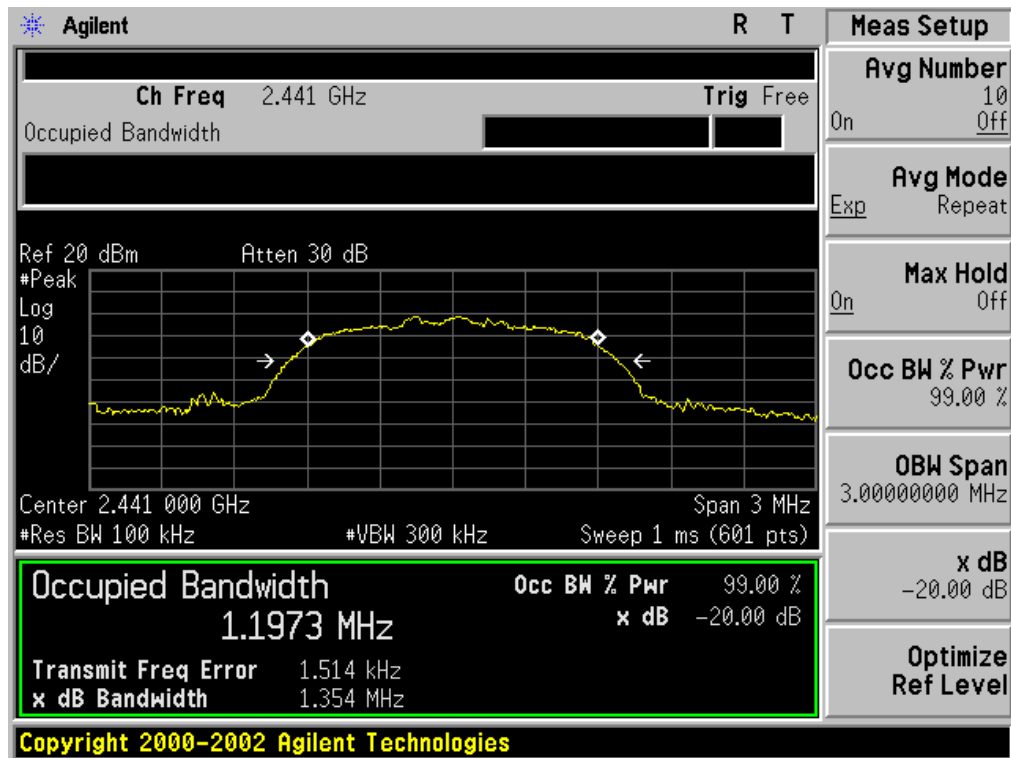 Agilent R T
Ch Freq 2.441 GHz Trig Free
Occupied Bandwidth
Ref 20 dBm Atten 30 dB
#Peak
Log
10
dB/
Center 2.441 000 GHz Span 3 MHz
#Res BW 100 kHz #VBW 300 kHz Sweep 1 ms (601 pts)
Occupied Bandwidth Occ BW % Pwr 99.00 %
1.1973 MHz x dB -20.00 dB
Transmit Freq Error 1.514 kHz
x dB Bandwidth 1.354 MHz
Copyright 2000-2002 Agilent Technologies
Meas Setup
Avg Number
10
On Off
Avg Mode
Exp Repeat
Max Hold
On Off
Occ BW % Pwr
99.00 %
OBW Span
3.00000000 MHz
x dB
-20.00 dB
Optimize
Ref Level